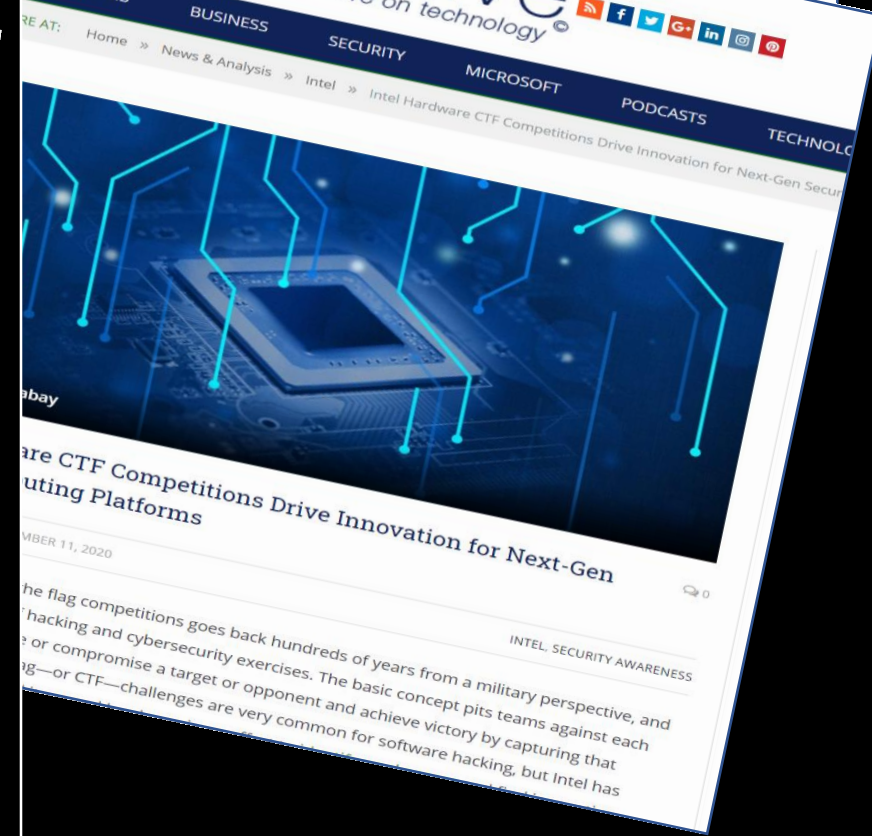 on technology ©
BUSINESS SECURITY MICROSOFT PODCASTS TECHNOLO
RE AT: Home » News & Analysis » Intel » Intel Hardware CTF Competitions Drive Innovation for Next-Gen Secur
abay
are CTF Competitions Drive Innovation for Next-Gen
uting Platforms
MBER 11, 2020
0
INTEL, SECURITY AWARENESS
he flag competitions goes back hundreds of years from a military perspective, and
hacking and cybersecurity exercises. The basic concept pits teams against each
e or compromise a target or opponent and achieve victory by capturing that
ag—or CTF—challenges are very common for software hacking, but Intel has